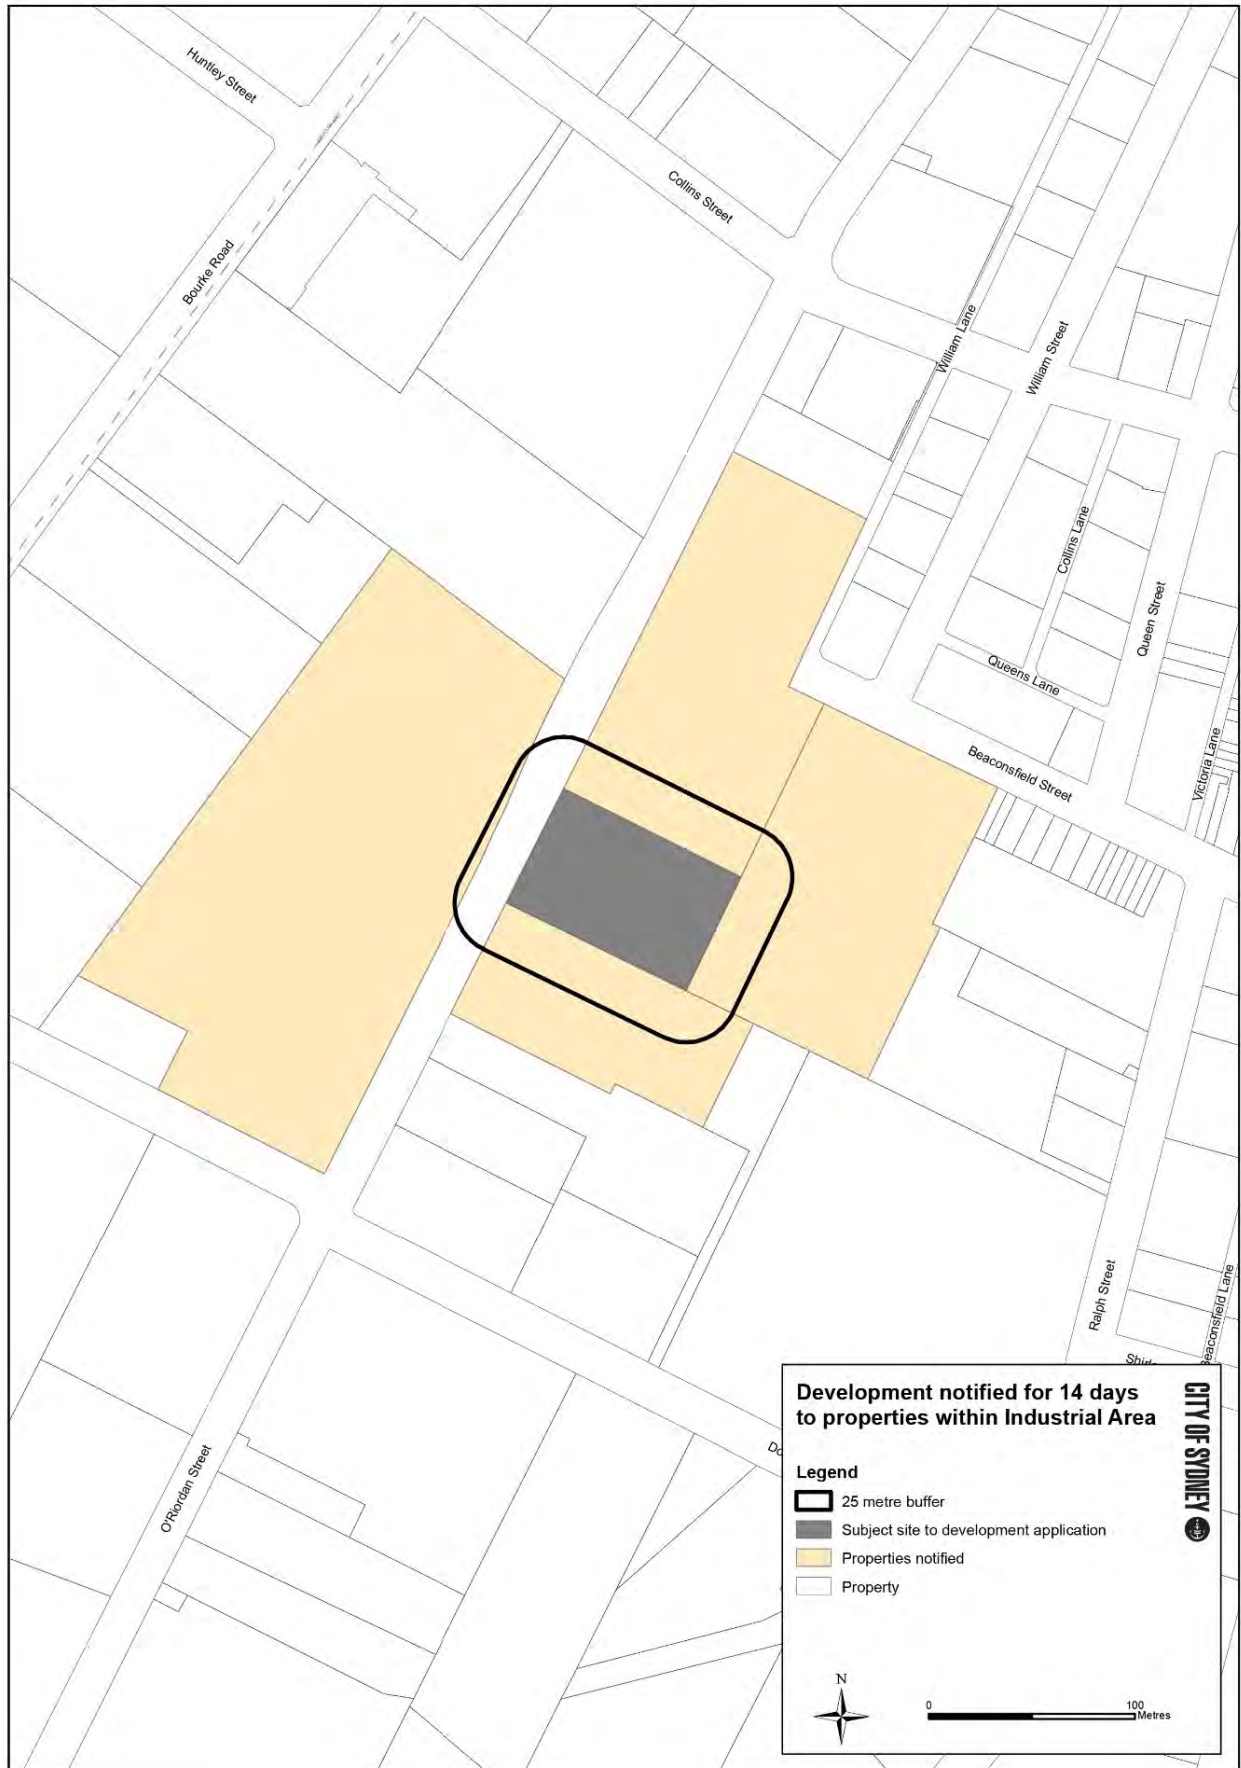 Huntley Street
Collins Street
Bourke Road
William Lane
William Street
Collins Lane
Queen Street
Queens Lane
Victoria Lane
Beaconsfield Street
Ralph Street
Beaconsfield Lane
O'Riordan Street
Development notified for 14 days
to properties within Industrial Area
CITY OF SYDNEY
Legend
25 metre buffer
Subject site to development application
Properties notified
Property
N
0
100
Metres